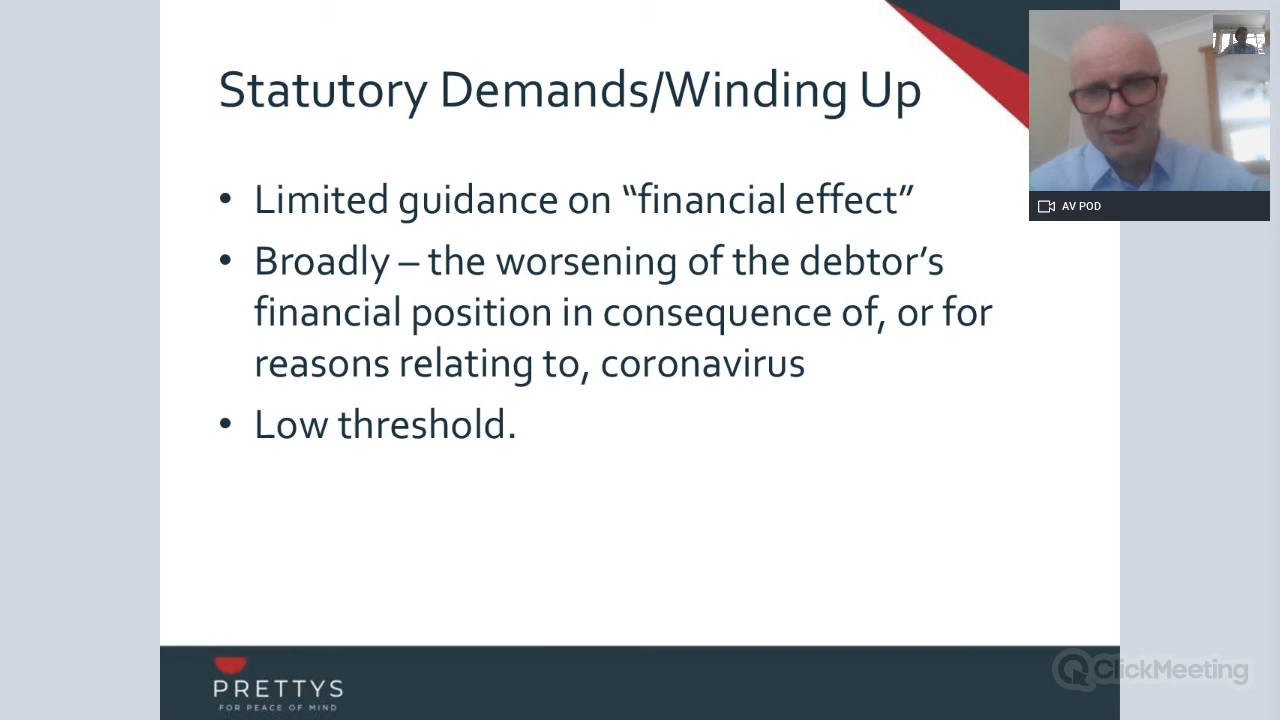 Statutory Demands/Winding Up
• Limited guidance on “financial effect”
• Broadly – the worsening of the debtor’s
financial position in consequence of, or for
reasons relating to, coronavirus
• Low threshold.
AV POD
PRETTYS
FOR PEACE OF MIND
ClickMeeting